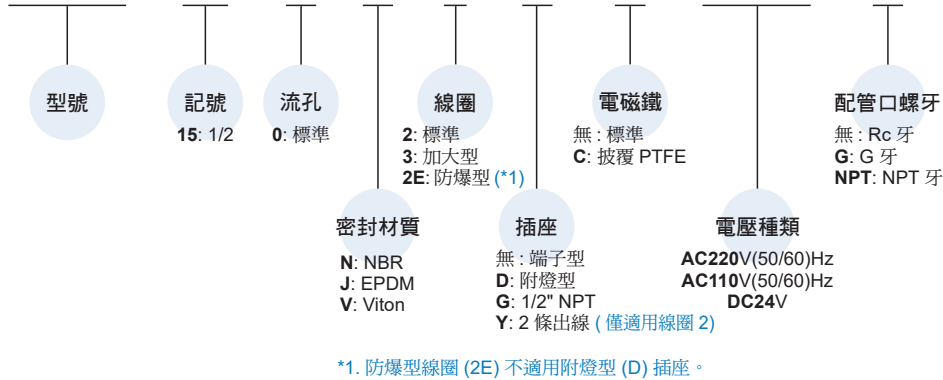 型號
記號
15: 1/2
流孔
0: 標準
線圈
2: 標準
3: 加大型
2E: 防爆型 (*1)
電磁鐵
無 : 標準
C: 披覆 PTFE
配管口螺牙
無 : Rc 牙
G: G 牙
NPT: NPT 牙
密封材質
N: NBR
J: EPDM
V: Viton
插座
無 : 端子型
D: 附燈型
G: 1/2" NPT
Y: 2 條出線 ( 僅適用線圈 2)
電壓種類
AC220V(50/60)Hz
AC110V(50/60)Hz
DC24V
*1. 防爆型線圈 (2E) 不適用附燈型 (D) 插座。